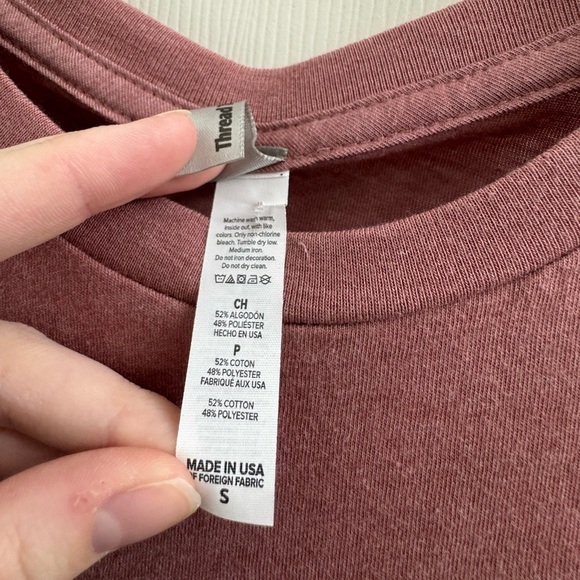 Thread
Machine wash warm,
inside out, with like
colors. Only non-chlorine
bleach. Tumble dry low.
Medium iron.
Do not iron decoration.
Do not dry clean.
CH
52% ALGODÓN
48% POLIÉSTER
HECHO EN USA
P
52% COTON
48% POLYESTER
FABRIQUÉ AUX USA
52% COTTON
48% POLYESTER
MADE IN USA
OF FOREIGN FABRIC
S